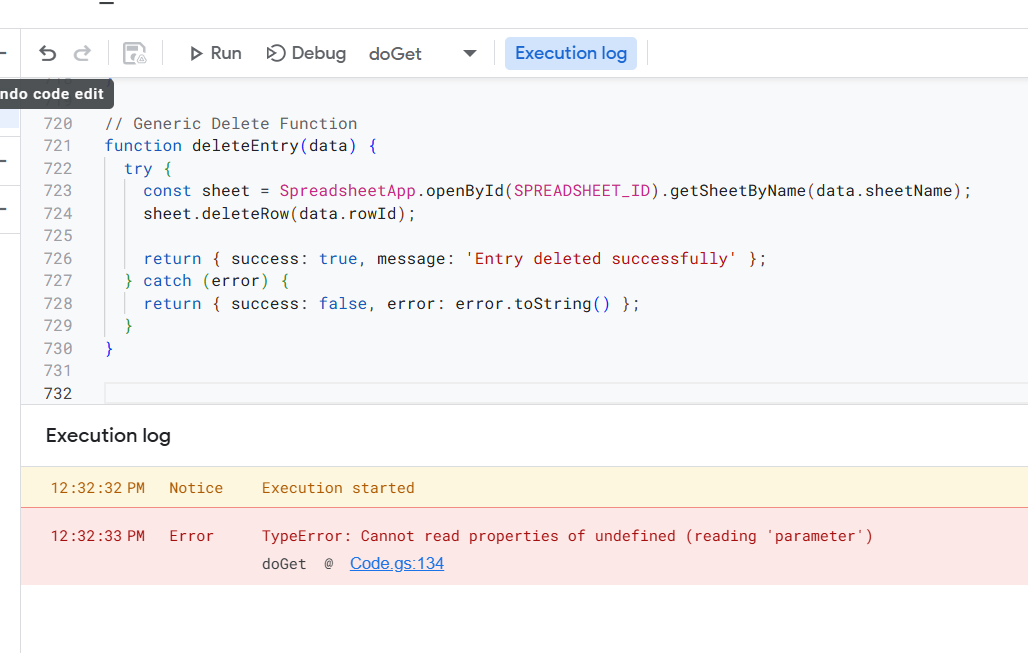 Run Debug doGet Execution log
ndo code edit
720 // Generic Delete Function
721 function deleteEntry(data) {
722 try {
723 const sheet = SpreadsheetApp.openById(SPREADSHEET_ID).getSheetByName(data.sheetName);
724 sheet.deleteRow(data.rowId);
725
726 return { success: true, message: 'Entry deleted successfully' };
727 } catch (error) {
728 return { success: false, error: error.toString() };
729 }
730 }
731
732
Execution log
12:32:32 PM Notice Execution started
12:32:33 PM Error TypeError: Cannot read properties of undefined (reading 'parameter')
doGet @ Code.gs:134